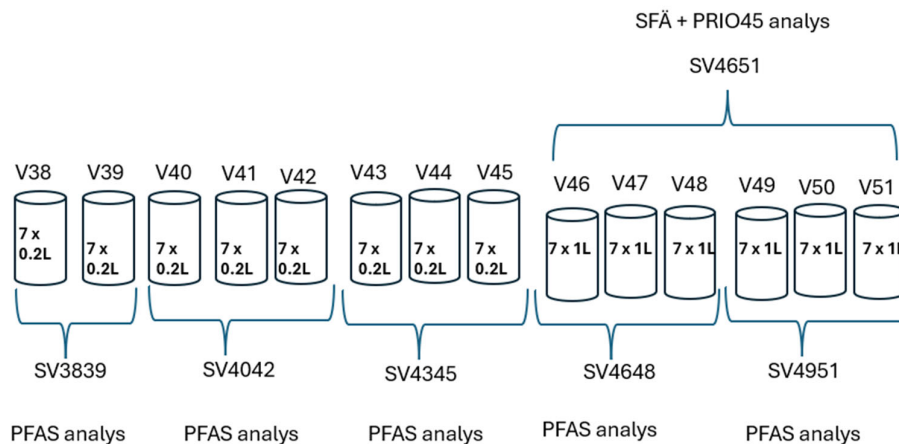 SFÄ + PRIO45 analys
SV4651
V38 V39 V40 V41 V42 V43 V44 V45 V46 V47 V48 V49 V50 V51
7 x 7 x 7 x 7 x 7 x 7 x 7 x 7 x 7 x 1L 7 x 1L 7 x 1L 7 x 1L 7 x 1L 7 x 1L
0.2L 0.2L 0.2L 0.2L 0.2L 0.2L 0.2L 0.2L
SV3839 SV4042 SV4345 SV4648 SV4951
PFAS analys PFAS analys PFAS analys PFAS analys PFAS analys